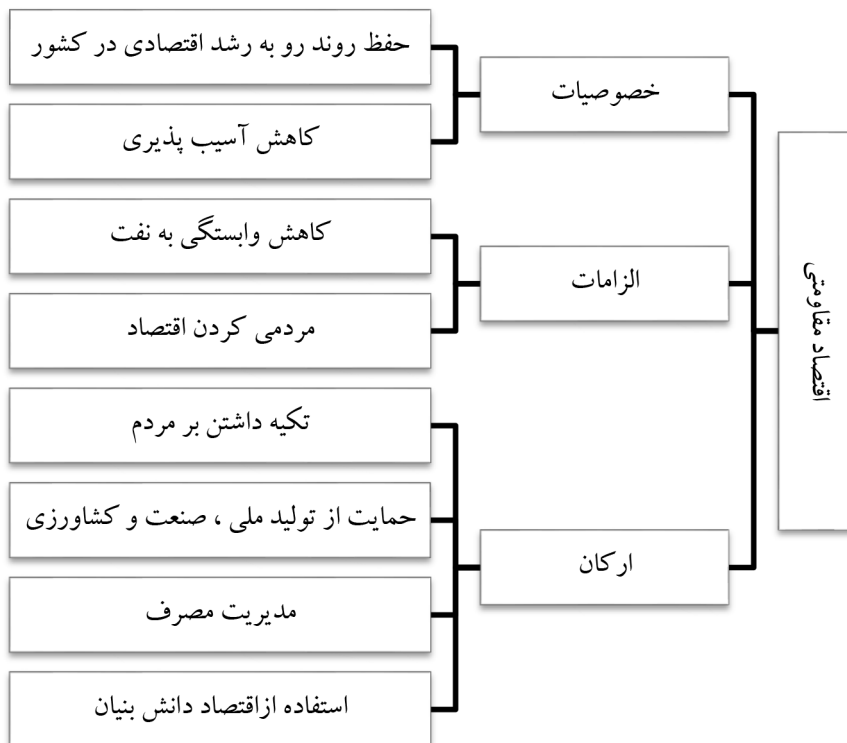 اقتصاد مقاومتی
خصوصیات
حفظ روند رو به رشد اقتصادی در کشور
کاهش آسیب پذیری
الزامات
کاهش وابستگی به نفت
مردمی کردن اقتصاد
ارکان
تکیه داشتن بر مردم
حمایت از تولید ملی ، صنعت و کشاورزی
مدیریت مصرف
استفاده ازاقتصاد دانش بنیان